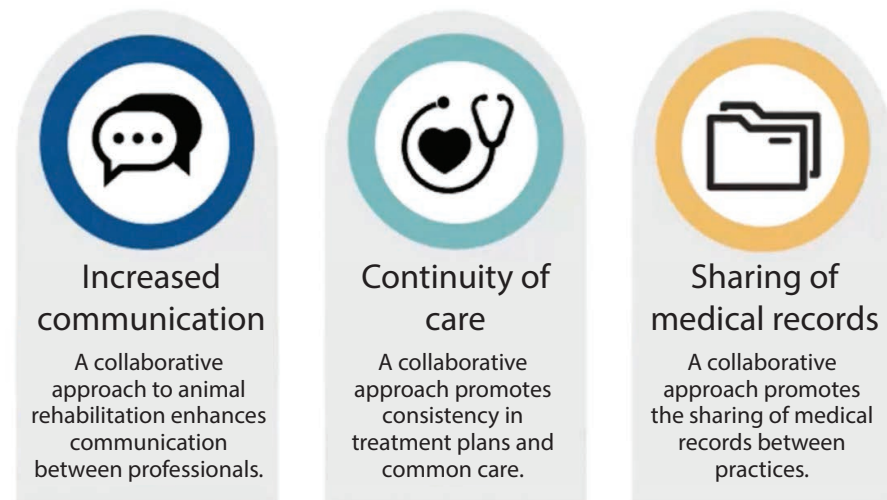 Increased
communication
A collaborative
approach to animal
rehabilitation enhances
communication
between professionals.
Continuity of
care
A collaborative
approach promotes
consistency in
treatment plans and
common care.
Sharing of
medical records
A collaborative
approach promotes
the sharing of medical
records between
practices.